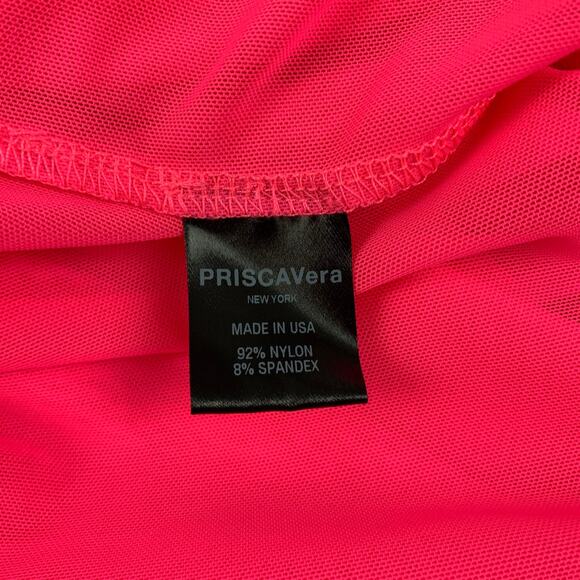 PRISCAVera
NEW YORK
MADE IN USA
92% NYLON
8% SPANDEX